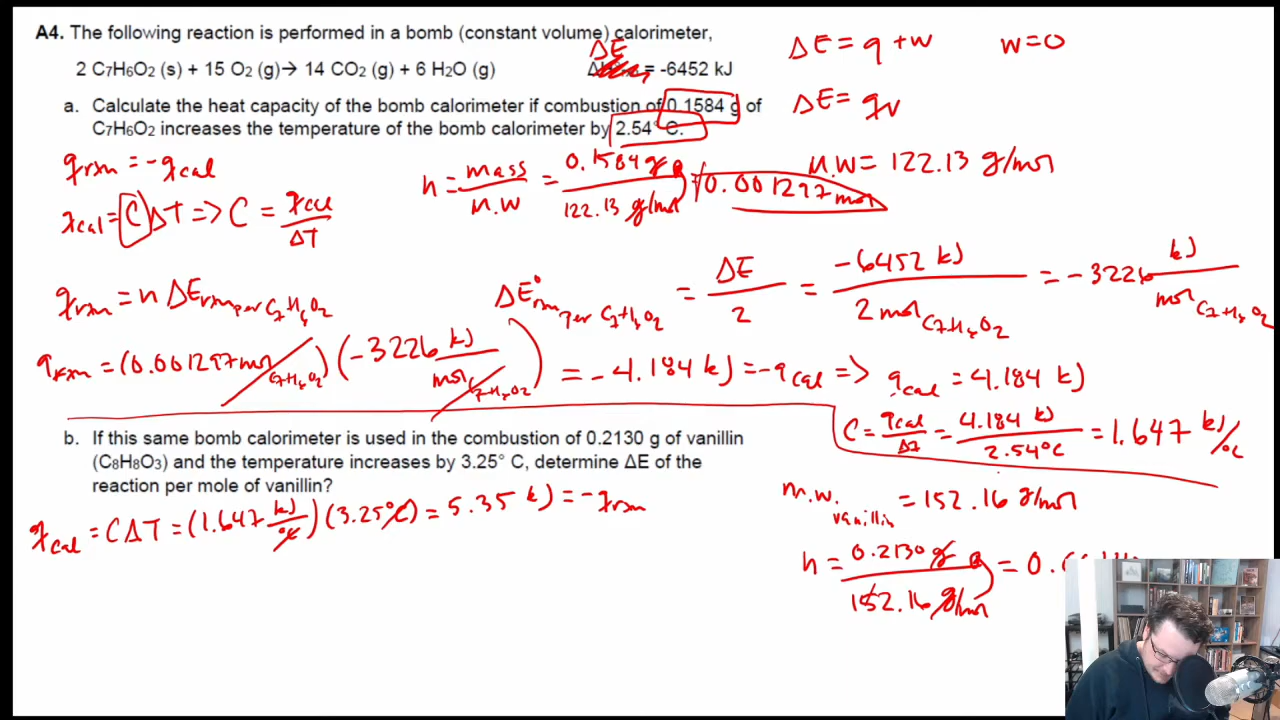 A4. The following reaction is performed in a bomb (constant volume) calorimeter,
ΔE
2 C7H6O2 (s) + 15 O2 (g)→ 14 CO2 (g) + 6 H2O (g) = -6452 kJ
ΔE = q + w w=0
ΔE = qv
a. Calculate the heat capacity of the bomb calorimeter if combustion of 0.1584 g of
C7H6O2 increases the temperature of the bomb calorimeter by 2.54° C.
qrxn = -qcal
n = mass / M.W = 0.1584 g / 122.13 g/mol = 0.001297 mol
M.W = 122.13 g/mol
qcal = CΔT => C = qcal / ΔT
qrxn = n ΔErxn per C7H6O2
ΔE°rxn per C7H6O2 = ΔE / 2 = -6452 kJ / 2 mol C7H6O2 = -3226 kJ / mol C7H6O2
qrxn = (0.001297 mol C7H6O2) (-3226 kJ / mol C7H6O2) = -4.184 kJ = -qcal => qcal = 4.184 kJ
C = qcal / ΔT = 4.184 kJ / 2.54°C = 1.647 kJ/°C
b. If this same bomb calorimeter is used in the combustion of 0.2130 g of vanillin
(C8H8O3) and the temperature increases by 3.25° C, determine ΔE of the
reaction per mole of vanillin?
m.w. vanillin = 152.16 g/mol
qcal = CΔT = (1.647 kJ/°C) (3.25°C) = 5.35 kJ = -qrxn
n = 0.2130 g / 152.16 g/mol = 0.